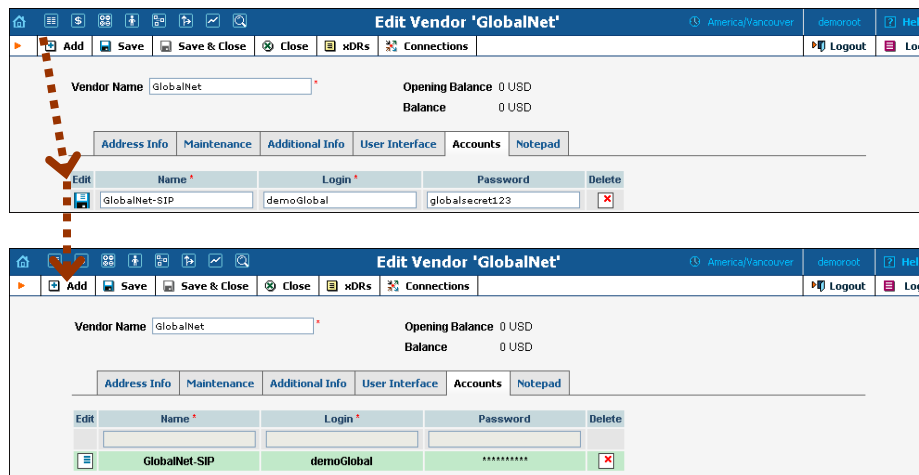 Edit Vendor 'GlobalNet' America/Vancouver demoroot Hel
Add Save Save & Close Close xDRs Connections Logout Lo
Vendor Name GlobalNet * Opening Balance 0 USD
Balance 0 USD
Address Info Maintenance Additional Info User Interface Accounts Notepad
Edit Name * Login * Password Delete
GlobalNet-SIP demoGlobal globalsecret123
Edit Vendor 'GlobalNet' America/Vancouver demoroot Hel
Add Save Save & Close Close xDRs Connections Logout Log
Vendor Name GlobalNet * Opening Balance 0 USD
Balance 0 USD
Address Info Maintenance Additional Info User Interface Accounts Notepad
Edit Name * Login * Password Delete
GlobalNet-SIP demoGlobal **********